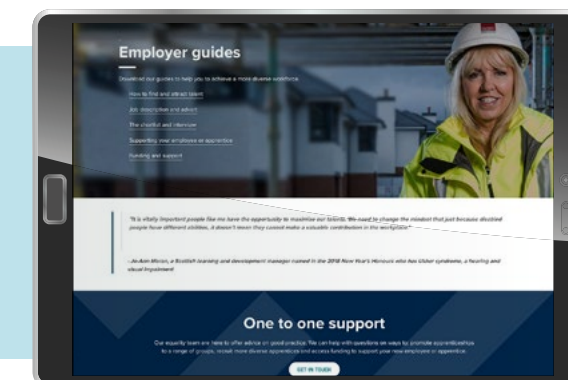 Employer guides
Download our guides to help you to achieve a more diverse workforce.
How to find and attract talent
Job description and advert
The shortlist and interview
Supporting your employee or apprentice
Funding and support
"It is vitally important people like me have the opportunity to maximise our talents. We need to change the mindset that just because disabled
people have different abilities, it doesn't mean they cannot make a valuable contribution in the workplace."
- Jo-Ann Moran, a Scottish learning and development manager named in the 2018 New Year's Honours who has Usher syndrome, a hearing and
visual impairment
One to one support
Our equality team are here to offer advice on good practice. We can help with questions on ways to: promote apprenticeships
to a range of groups, recruit more diverse apprentices and access funding to support your new employee or apprentice.
GET IN TOUCH